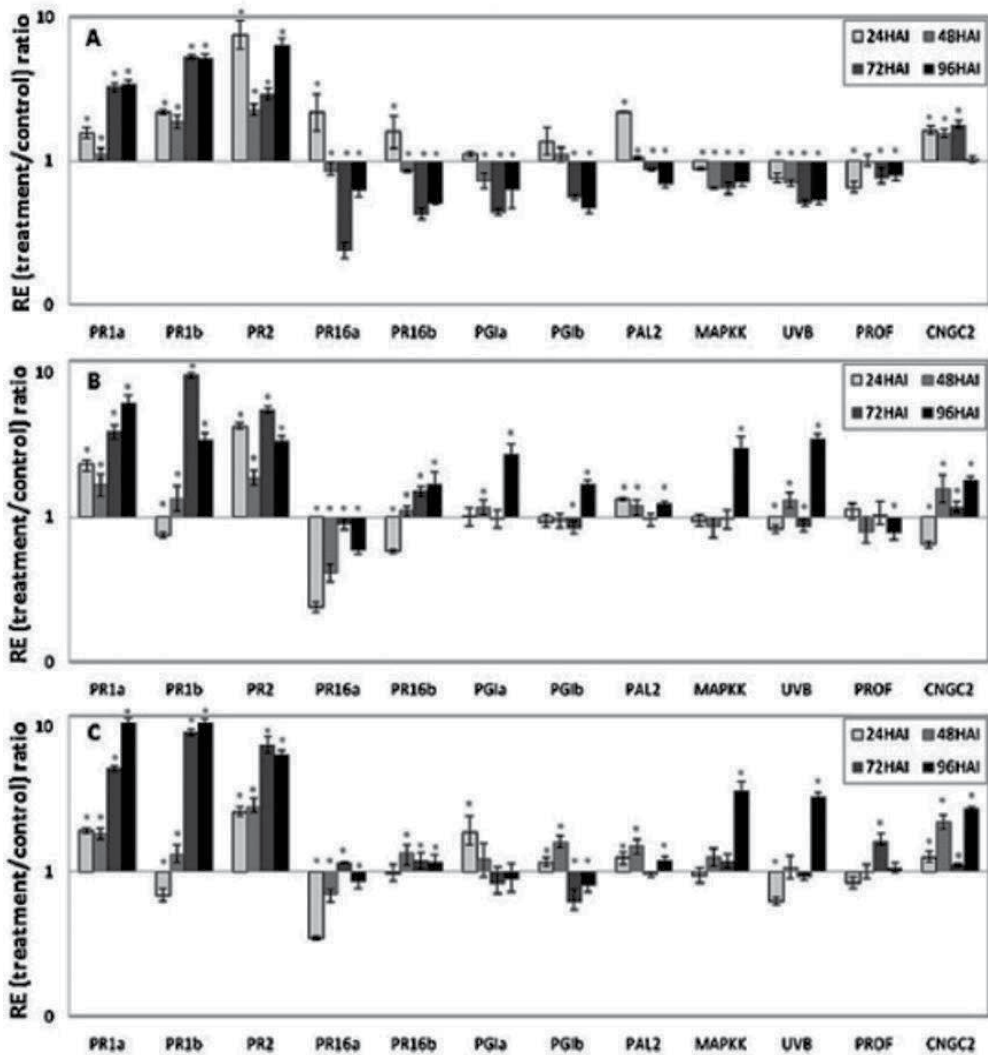 10
A
24HAI 48HAI
72HAI 96HAI
1
0
RE (treatment/control) ratio
PR1a PR1b PR2 PR16a PR16b PGIa PGIb PAL2 MAPKK UVB PROF CNGC2
10
B
24HAI 48HAI
72HAI 96HAI
1
0
RE (treatment/control) ratio
PR1a PR1b PR2 PR16a PR16b PGIa PGIb PAL2 MAPKK UVB PROF CNGC2
10
C
24HAI 48HAI
72HAI 96HAI
1
0
RE (treatment/control) ratio
PR1a PR1b PR2 PR16a PR16b PGIa PGIb PAL2 MAPKK UVB PROF CNGC2